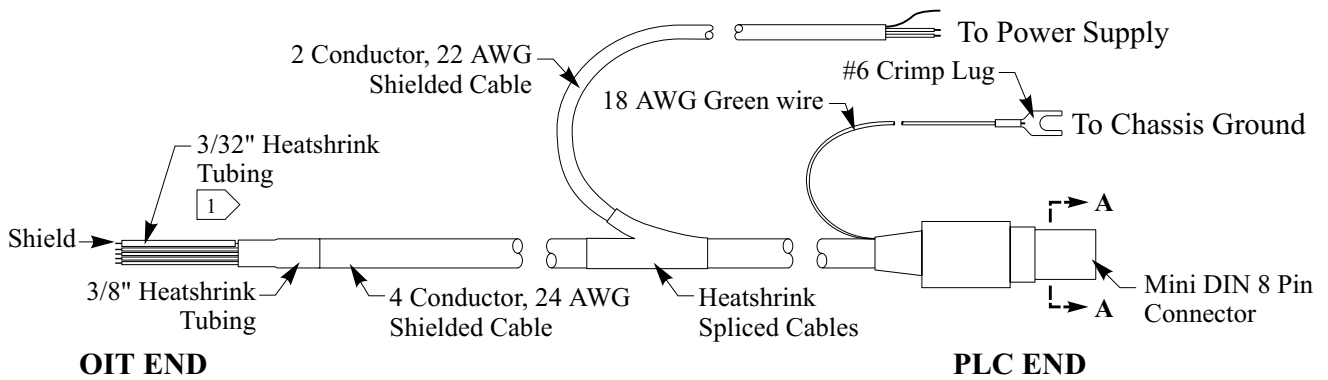 To Power Supply
2 Conductor, 22 AWG
Shielded Cable
#6 Crimp Lug
18 AWG Green wire
To Chassis Ground
3/32" Heatshrink
Tubing
1
A
Shield
3/8" Heatshrink
Tubing
4 Conductor, 24 AWG
Shielded Cable
Heatshrink
Spliced Cables
Mini DIN 8 Pin
Connector
A
OIT END
PLC END